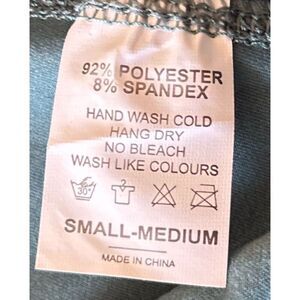 92% POLYESTER
8% SPANDEX
HAND WASH COLD
HANG DRY
NO BLEACH
WASH LIKE COLOURS
30°
SMALL-MEDIUM
MADE IN CHINA